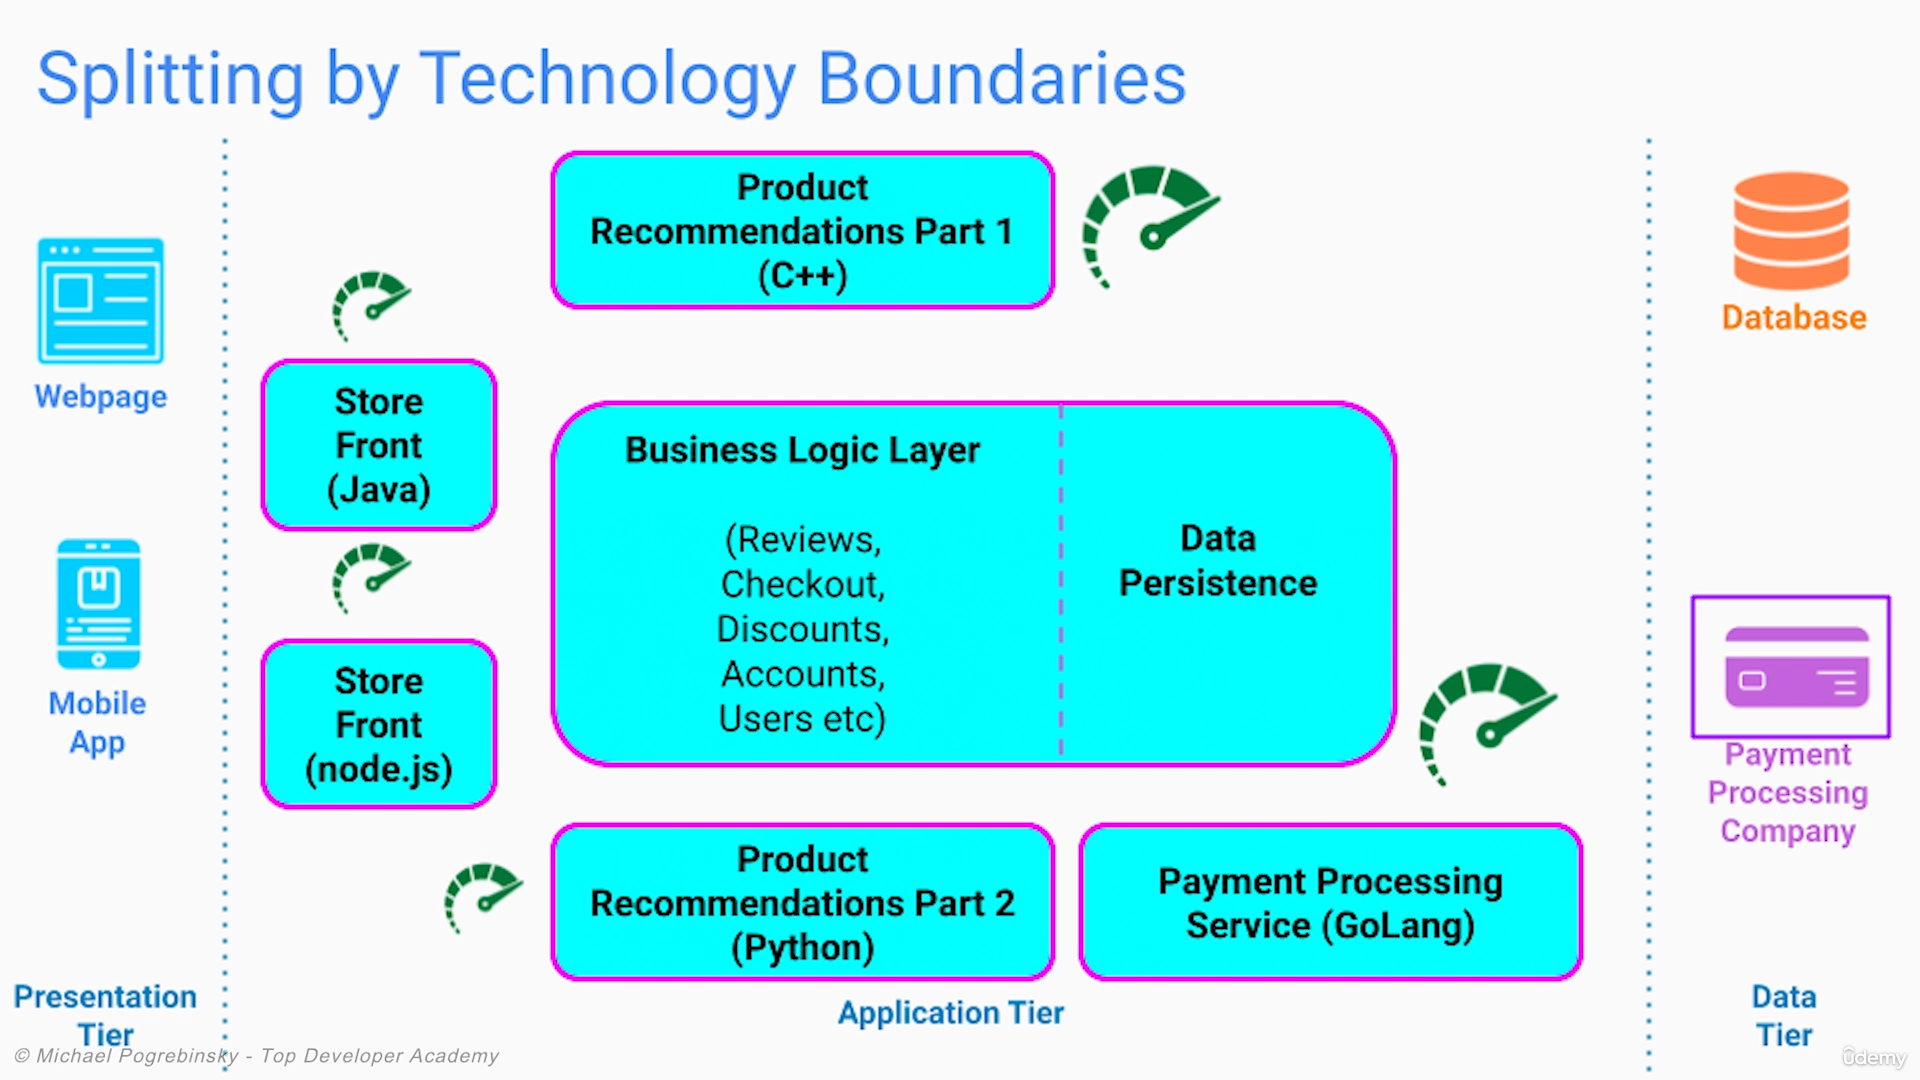 Splitting by Technology Boundaries
Webpage
Mobile
App
Presentation
Tier
Store
Front
(Java)
Store
Front
(node.js)
Product
Recommendations Part 1
(C++)
Business Logic Layer
(Reviews,
Checkout,
Discounts,
Accounts,
Users etc)
Data
Persistence
Product
Recommendations Part 2
(Python)
Payment Processing
Service (GoLang)
Application Tier
Database
Payment
Processing
Company
Data
Tier
© Michael Pogrebinsky - Top Developer Academy
ûdemy